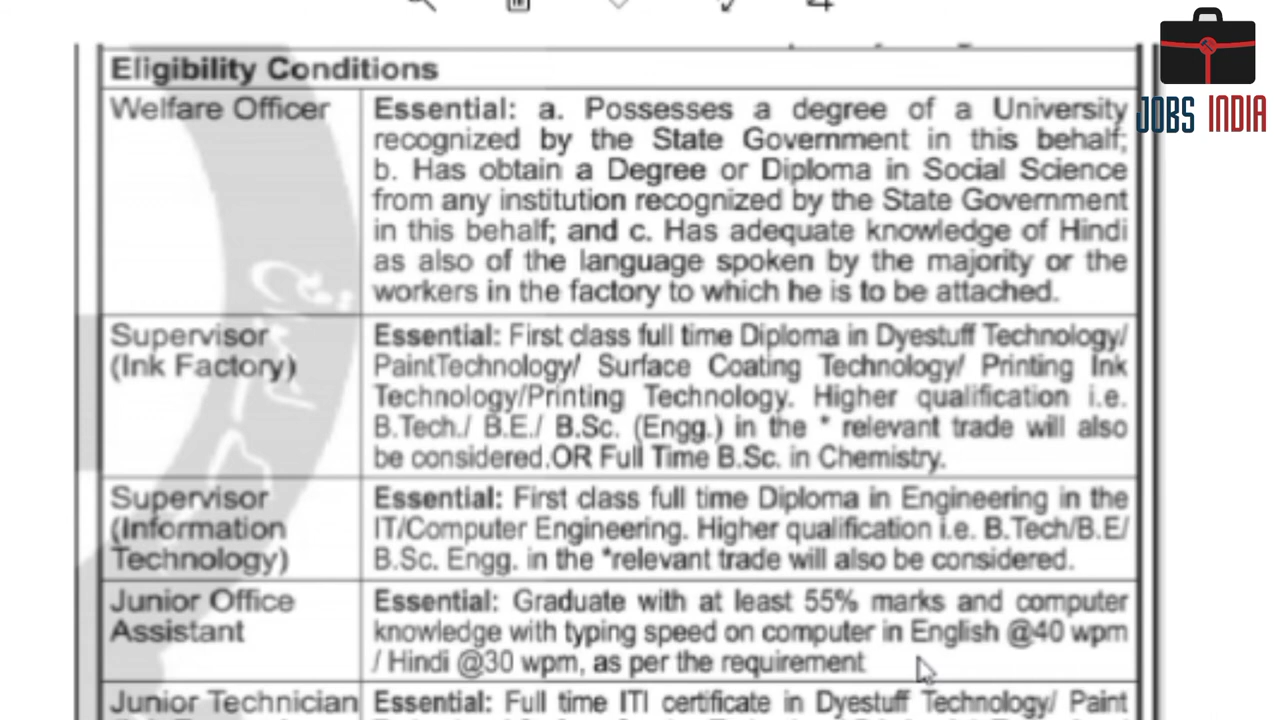 JOBS INDIA
Eligibility Conditions
Welfare Officer
Essential: a. Possesses a degree of a University
recognized by the State Government in this behalf;
b. Has obtain a Degree or Diploma in Social Science
from any institution recognized by the State Government
in this behalf; and c. Has adequate knowledge of Hindi
as also of the language spoken by the majority or the
workers in the factory to which he is to be attached.
Supervisor
(Ink Factory)
Essential: First class full time Diploma in Dyestuff Technology/
PaintTechnology/ Surface Coating Technology/ Printing Ink
Technology/Printing Technology. Higher qualification i.e.
B.Tech./ B.E./ B.Sc. (Engg.) in the * relevant trade will also
be considered.OR Full Time B.Sc. in Chemistry.
Supervisor
(Information
Technology)
Essential: First class full time Diploma in Engineering in the
IT/Computer Engineering. Higher qualification i.e. B.Tech/B.E/
B.Sc. Engg. in the *relevant trade will also be considered.
Junior Office
Assistant
Essential: Graduate with at least 55% marks and computer
knowledge with typing speed on computer in English @40 wpm
/ Hindi @30 wpm, as per the requirement
Junior Technician
Essential: Full time ITI certificate in Dyestuff Technology/ Paint